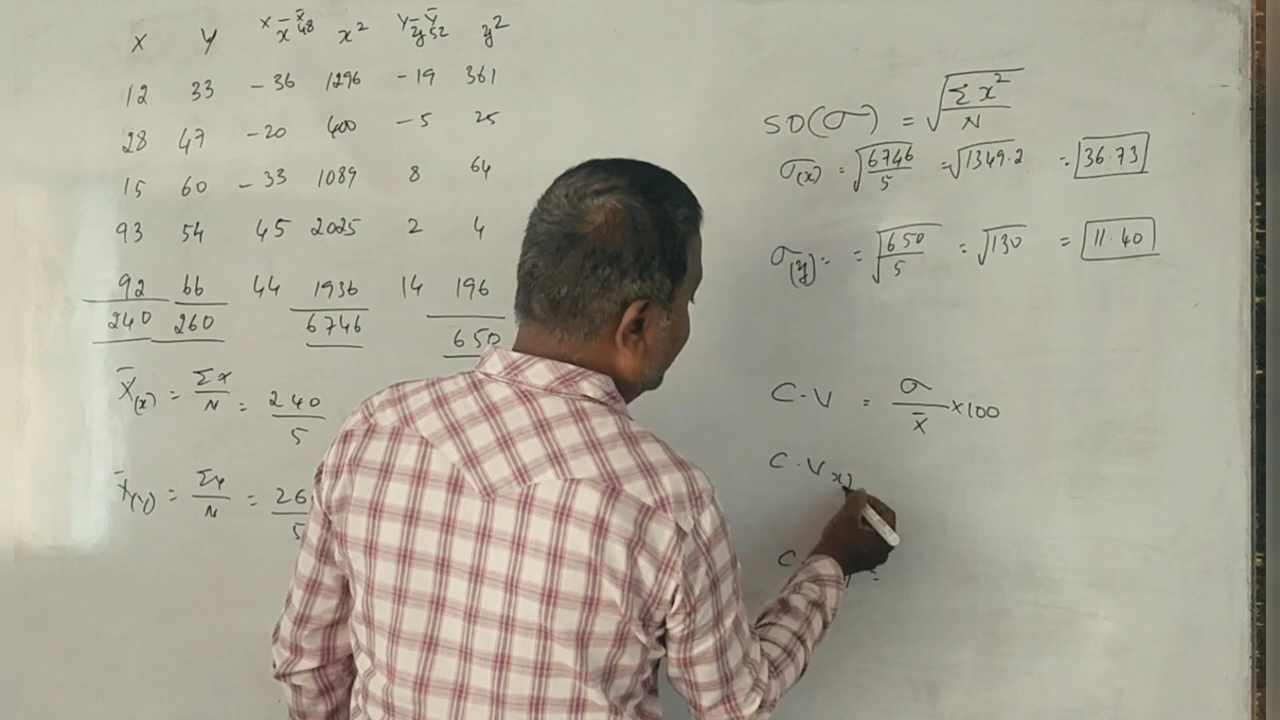 X Y X - X̄ 48 x x² Y - Ȳ 52 y y²
12 33 - 36 1296 - 19 361
28 47 - 20 400 - 5 25
15 60 - 33 1089 8 64
93 54 45 2025 2 4
92 66 44 1936 14 196
240 260 6746 650
X̄(x) = Σx/N = 240/5
X̄(Y) = ΣY/N = 26
SD(σ) = √Σx²/N
σ(x) = √6746/5 = √1349.2 = 36.73
σ(y) = = √650/5 = √130 = 11.40
C.V = σ/X̄ × 100
C.V x)
C